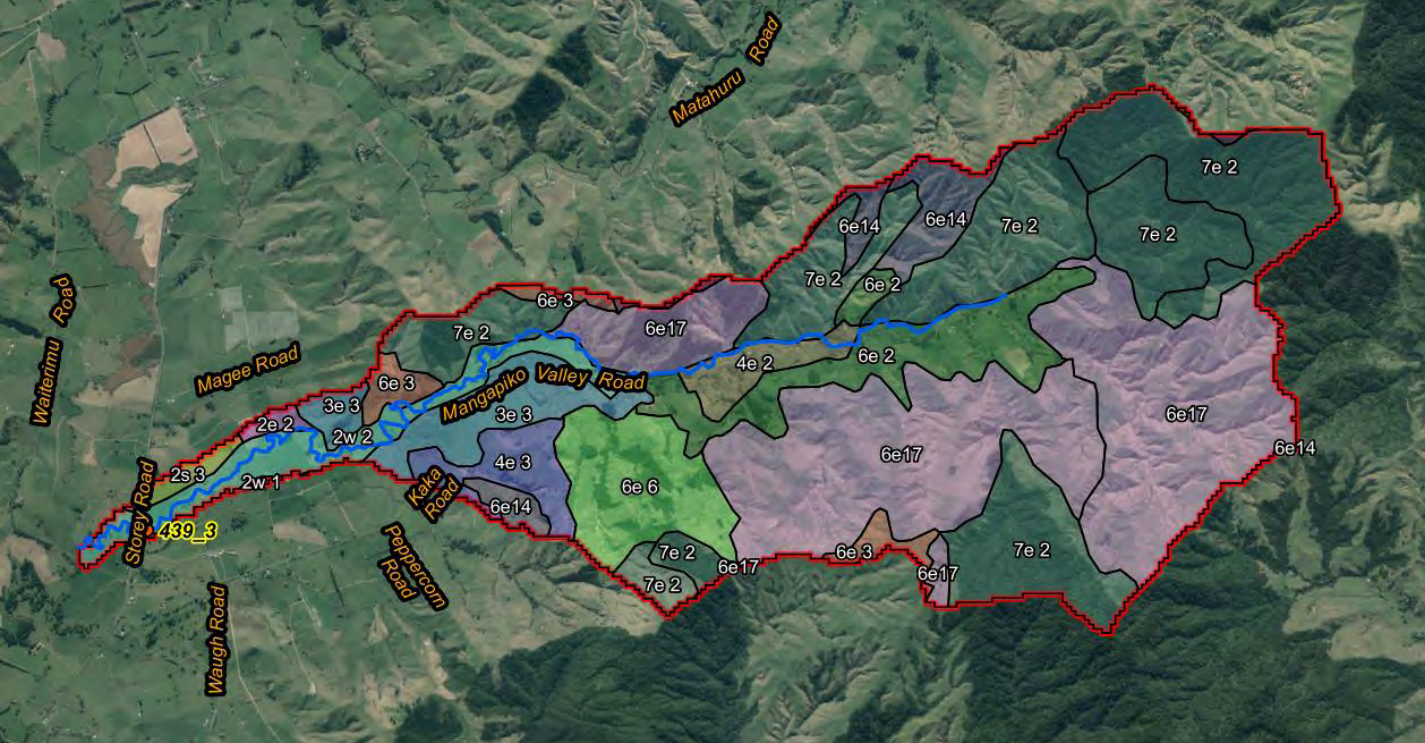 Matahuru Road
7e 2
6e14
6e14
7e 2
7e 2
Waiterimu Road
7e 2
6e 2
6e 3
7e 2
6e17
Magee Road
6e 3
4e 2
6e 2
Mangapiko Valley Road
3e 3
3e 3
6e17
2e 2
2w 2
6e14
6e17
4e 3
2s 3
2w 1
6e 6
Kaka Road
6e14
Storey Road
439_3
Peppercorn Road
7e 2
6e 3
7e 2
6e17
6e17
7e 2
Waugh Road